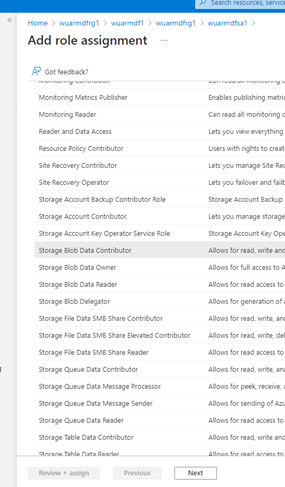 Search resources, services
Home > wuarmdfrg1 > wuarmdf1 > wuarmdfrg1 > wuarmdfsa1 >
Add role assignment ...
Got feedback?
Monitoring Contributor Can read all monitoring
Monitoring Metrics Publisher Enables publishing metric
Monitoring Reader Can read all monitoring
Reader and Data Access Lets you view everything
Resource Policy Contributor Users with rights to create
Site Recovery Contributor Lets you manage Site Rec
Site Recovery Operator Lets you failover and failb
Storage Account Backup Contributor Role Storage Account Backup
Storage Account Contributor Lets you manage storage
Storage Account Key Operator Service Role Storage Account Key Ope
Storage Blob Data Contributor Allows for read, write and
Storage Blob Data Owner Allows for full access to A
Storage Blob Data Reader Allows for read access to
Storage Blob Delegator Allows for generation of a
Storage File Data SMB Share Contributor Allows for read, write, and
Storage File Data SMB Share Elevated Contributor Allows for read, write, del
Storage File Data SMB Share Reader Allows for read access to
Storage Queue Data Contributor Allows for read, write, and
Storage Queue Data Message Processor Allows for peek, receive, a
Storage Queue Data Message Sender Allows for sending of Azu
Storage Queue Data Reader Allows for read access to
Storage Table Data Contributor Allows for read, write and
Storage Table Data Reader Allows for read access to
Review + assign Previous Next